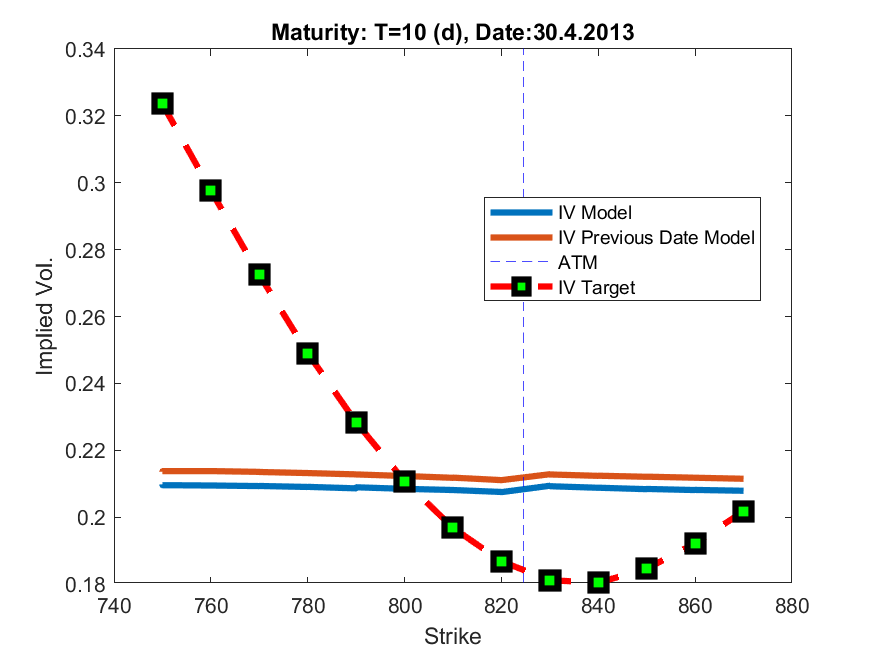 Maturity: T=10 (d), Date:30.4.2013
0.34
0.32
0.3
0.28
0.26
0.24
0.22
0.2
0.18
Implied Vol.
IV Model
IV Previous Date Model
ATM
IV Target
740 760 780 800 820 840 860 880
Strike